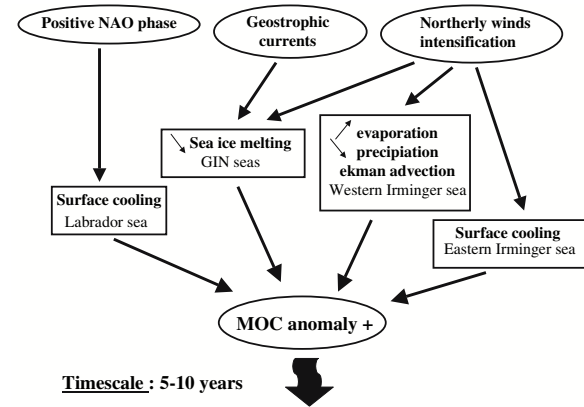 Positive NAO phase
Geostrophic
currents
Northerly winds
intensification
Sea ice melting
GIN seas
evaporation
precipiation
ekman advection
Western Irminger sea
Surface cooling
Labrador sea
Surface cooling
Eastern Irminger sea
MOC anomaly +
Timescale : 5-10 years